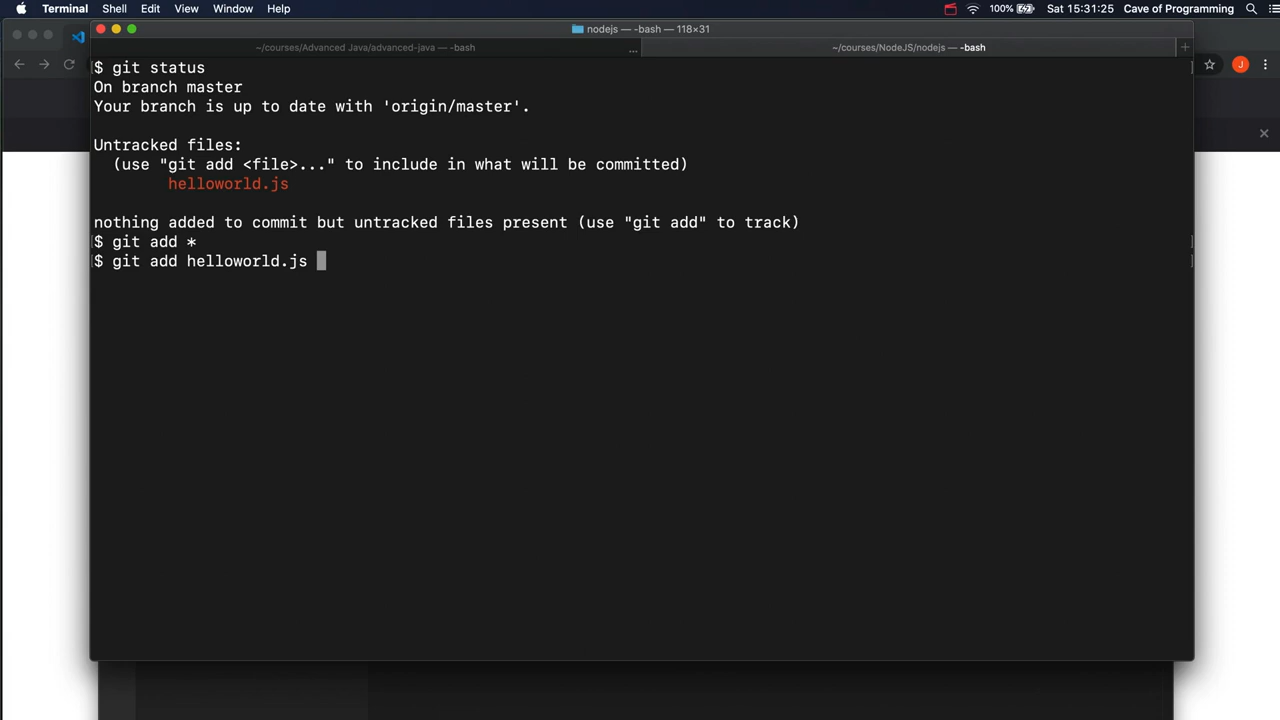 Terminal Shell Edit View Window Help 100% Sat 15:31:25 Cave of Programming
nodejs — -bash — 118×31
~/courses/Advanced Java/advanced-java — -bash ... ~/courses/NodeJS/nodejs — -bash +
J
[$ git status ]
On branch master
Your branch is up to date with 'origin/master'.
Untracked files:
(use "git add <file>..." to include in what will be committed)
helloworld.js
nothing added to commit but untracked files present (use "git add" to track)
[$ git add * ]
[$ git add helloworld.js ]